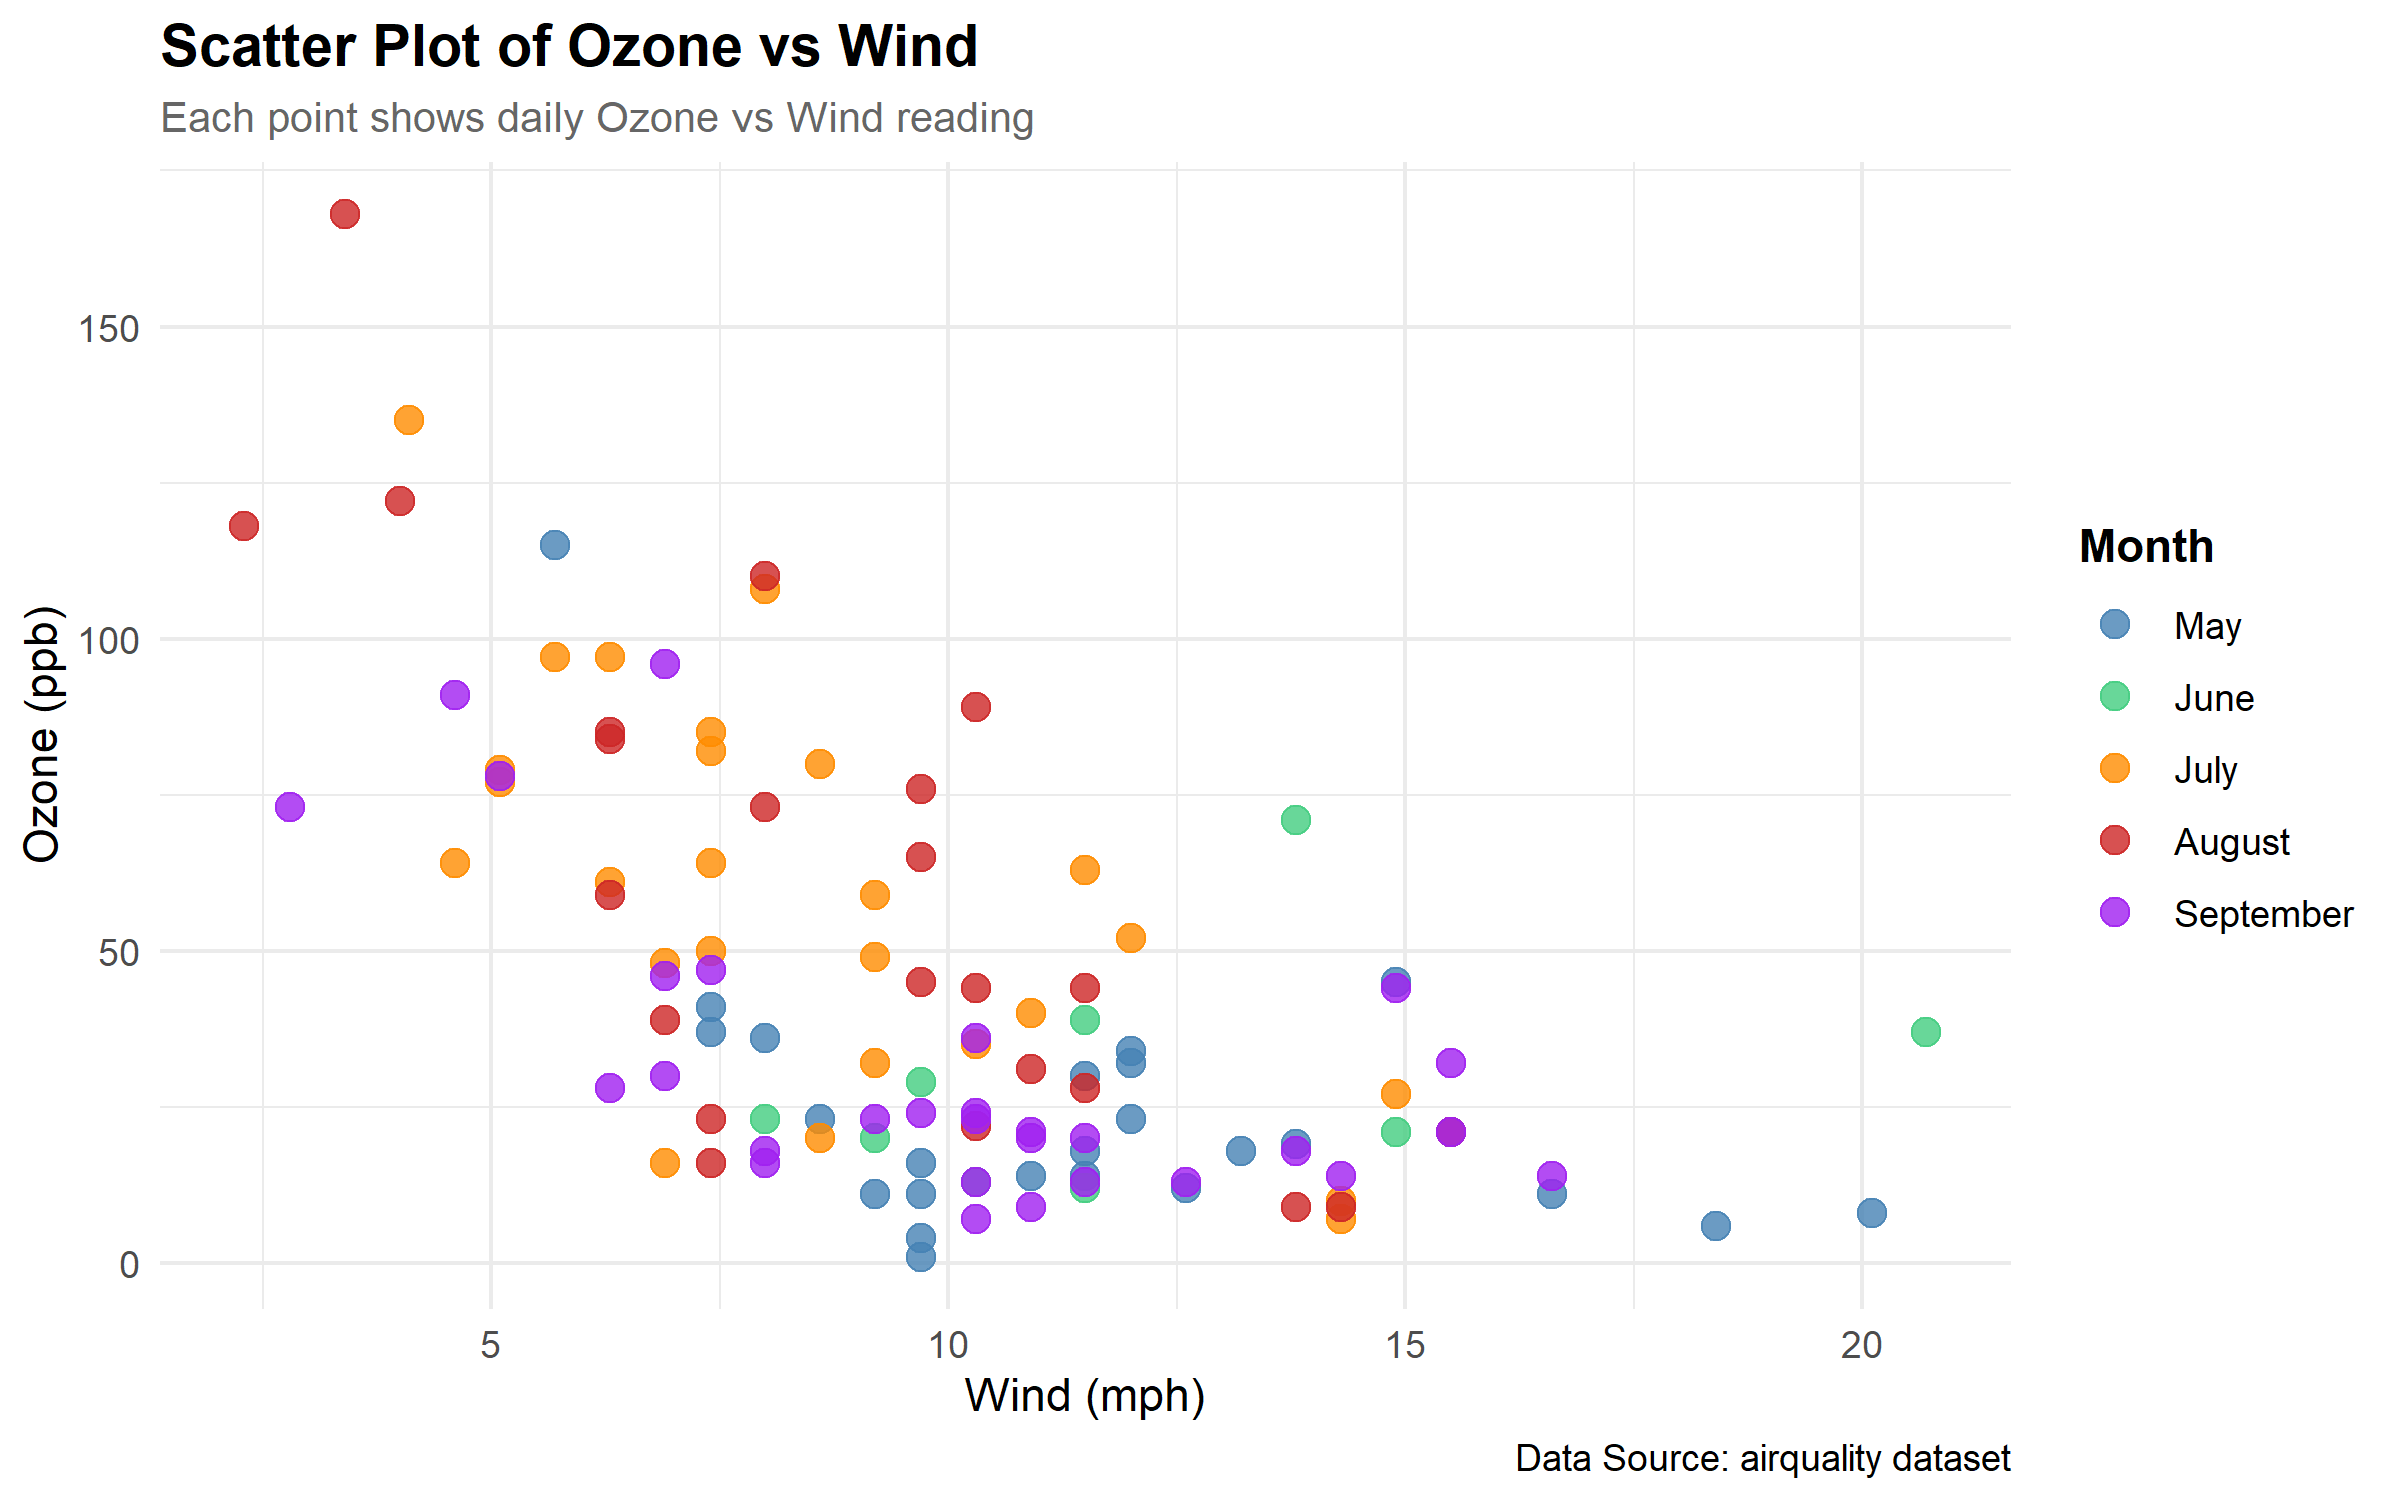 Scatter Plot of Ozone vs Wind
Each point shows daily Ozone vs Wind reading
Ozone (ppb)
150
100
50
0
5 10 15 20
Wind (mph)
Month
May
June
July
August
September
Data Source: airquality dataset